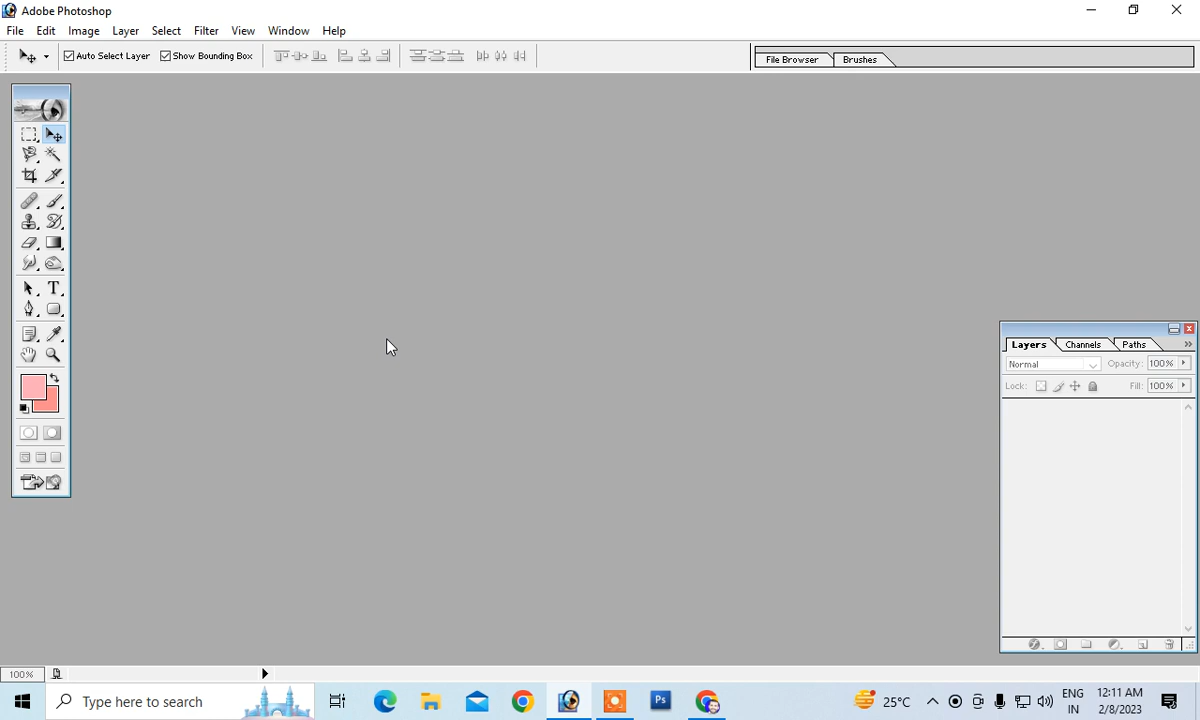 Adobe Photoshop
File Edit Image Layer Select Filter View Window Help
Auto Select Layer Show Bounding Box File Browser Brushes
T
Layers Channels Paths
Normal Opacity: 100%
Lock: Fill: 100%
100%
Type here to search Ps 25°C ENG IN 12:11 AM 2/8/2023